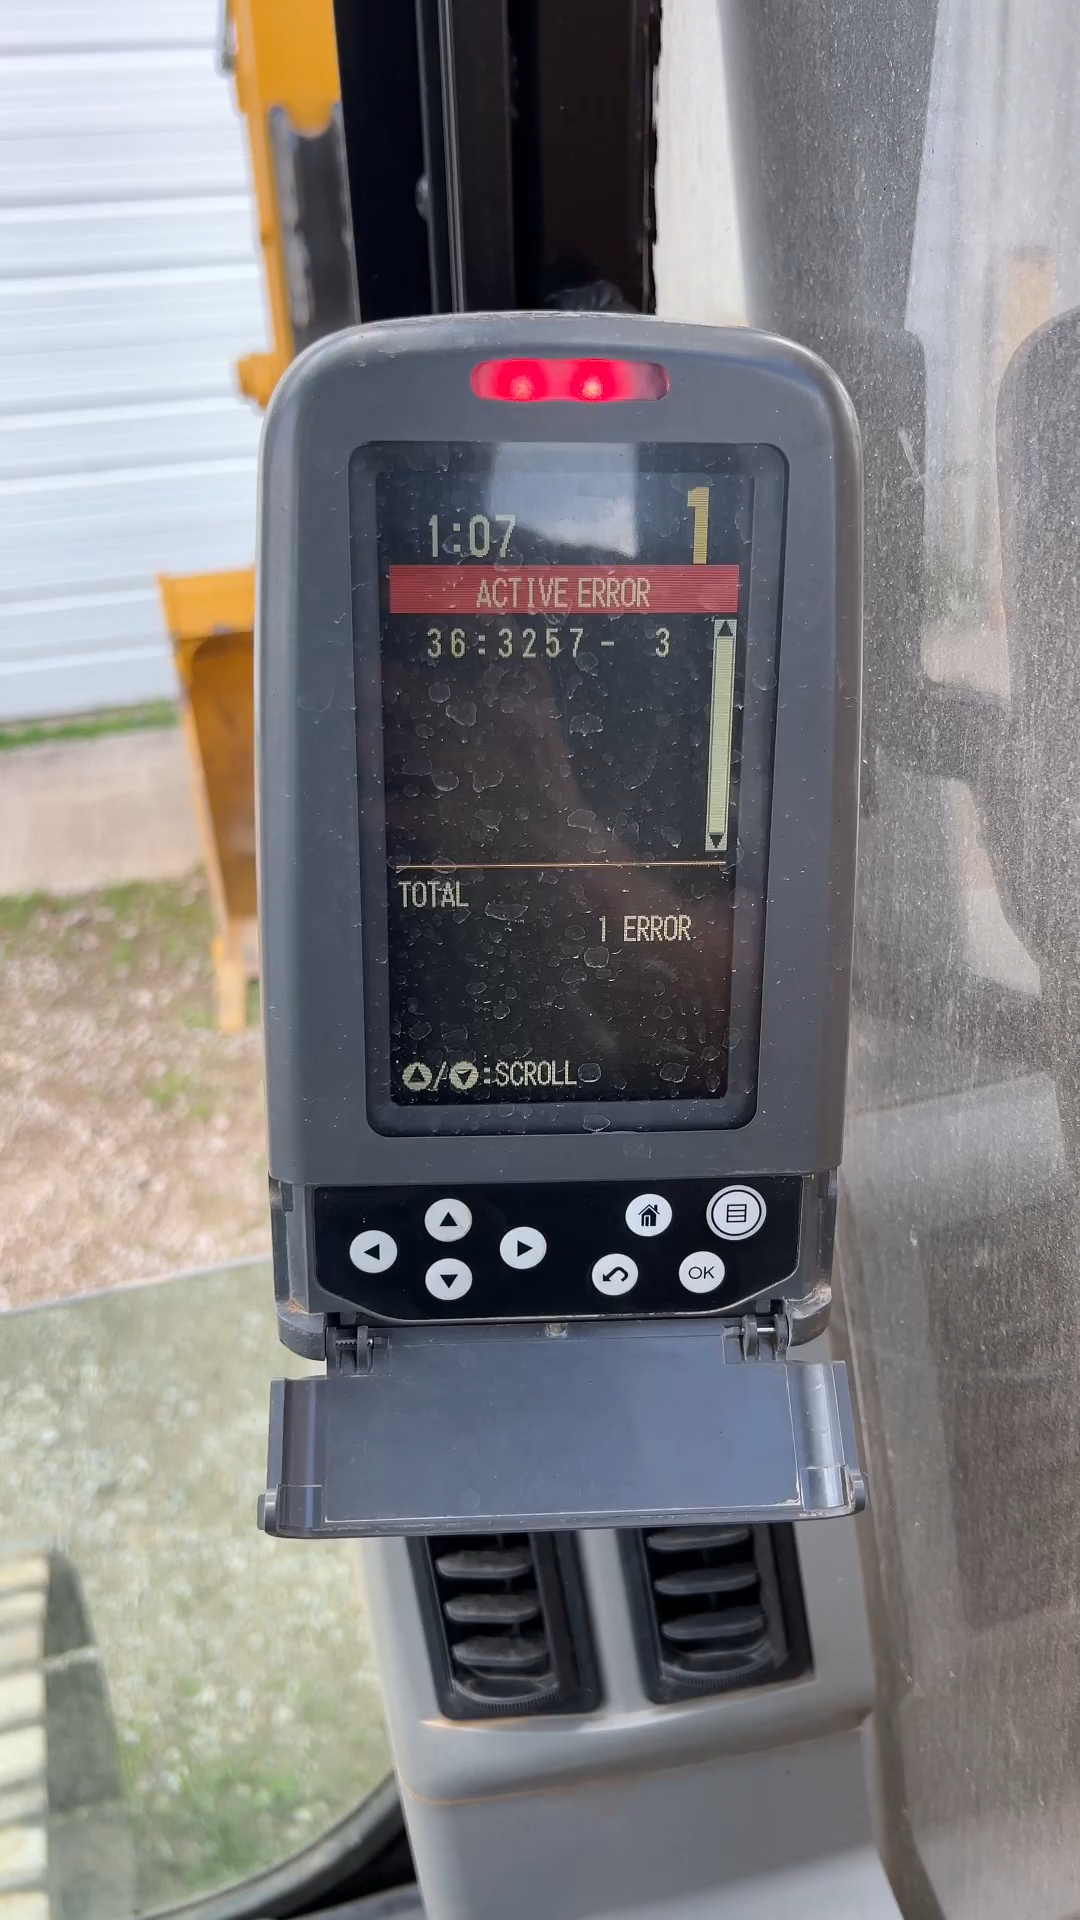 1:07 1
ACTIVE ERROR
36:3257- 3
TOTAL
1 ERROR
▲/▼:SCROLL
OK